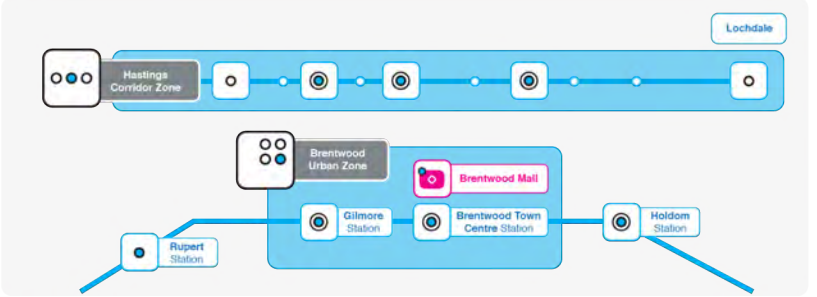 Lochdale
Hastings
Corridor Zone
Brentwood
Urban Zone
Brentwood Mall
Gilmore
Station
Brentwood Town
Centre Station
Holdom
Station
Rupert
Station